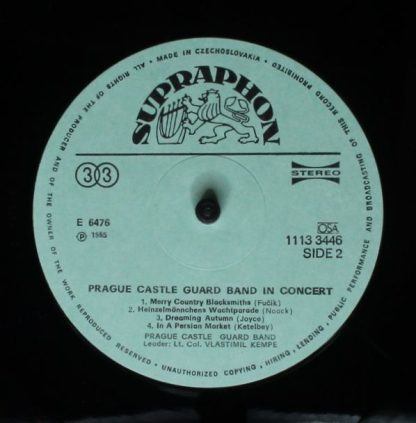 • MADE IN CZECHOSLOVAKIA •
ALL RIGHTS OF THE PRODUCER AND OF THE OWNER OF THE WORK REPRODUCED RESERVED • UNAUTHORIZED COPYING, HIRING, LENDING, PUBLIC PERFORMANCE AND BROADCASTING OF THIS RECORD PROHIBITED
SUPRAPHON
33
STEREO
E 6476
Ⓟ 1985
OSA
1113 3446
SIDE 2
PRAGUE CASTLE GUARD BAND IN CONCERT
1. Merry Country Blacksmiths (Fučík)
2. Heinzelmännchens Wachtparade (Noack)
3. Dreaming Autumn (Joyce)
4. In A Persian Market (Ketelbey)
PRAGUE CASTLE GUARD BAND
Leader: Lt. Col. VLASTIMIL KEMPE